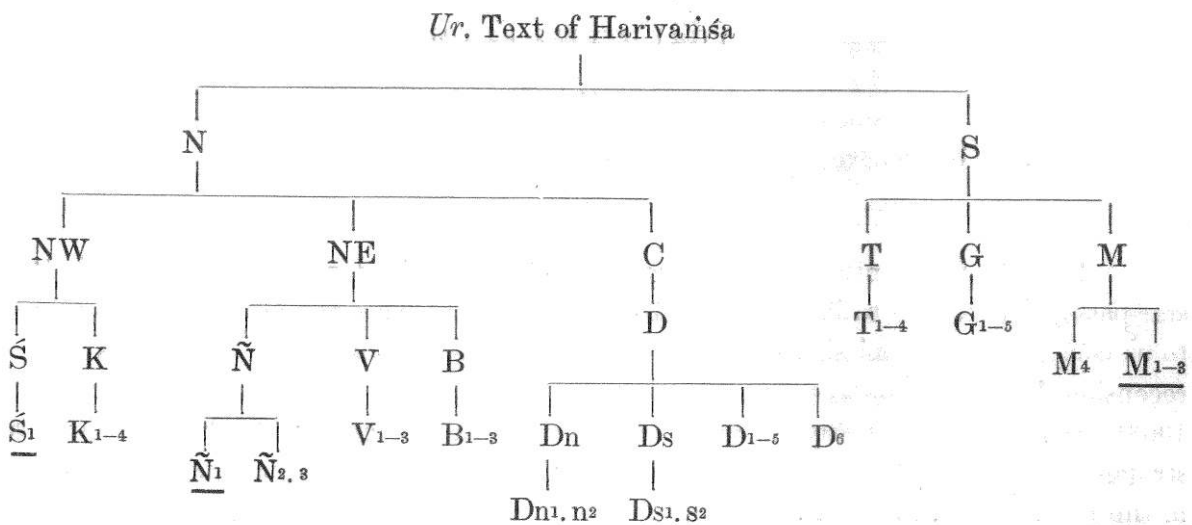 Ur. Text of Harivaṁśa
N S
NW NE C T G M
D T1–4 G1–5
Ś K Ñ V B M4 M1–3
Ś1 K1–4 V1–3 B1–3 Dn Ds D1–5 D6
Ñ1 Ñ2, 3
Dn1, n2 Ds1, s2